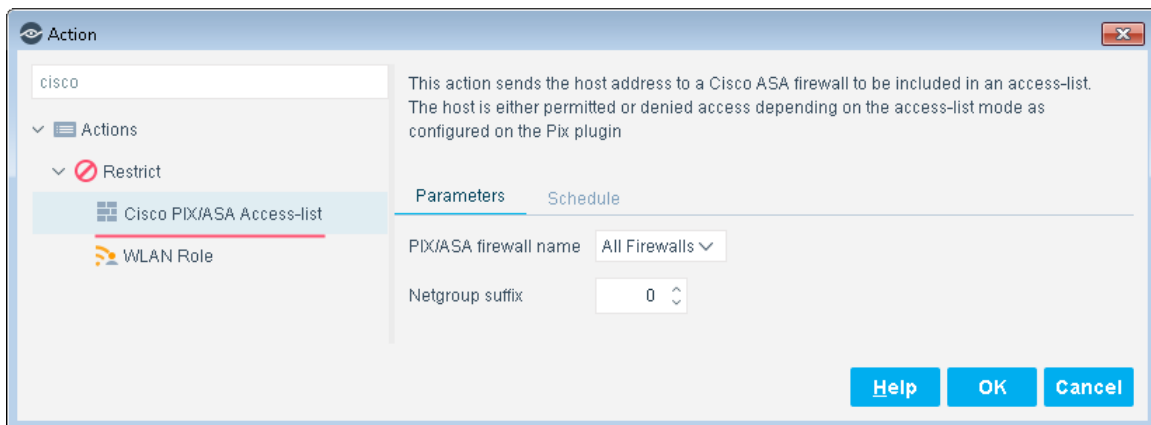 Action
cisco
Actions
Restrict
Cisco PIX/ASA Access-list
WLAN Role
This action sends the host address to a Cisco ASA firewall to be included in an access-list.
The host is either permitted or denied access depending on the access-list mode as
configured on the Pix plugin
Parameters Schedule
PIX/ASA firewall name All Firewalls
Netgroup suffix 0
Help OK Cancel